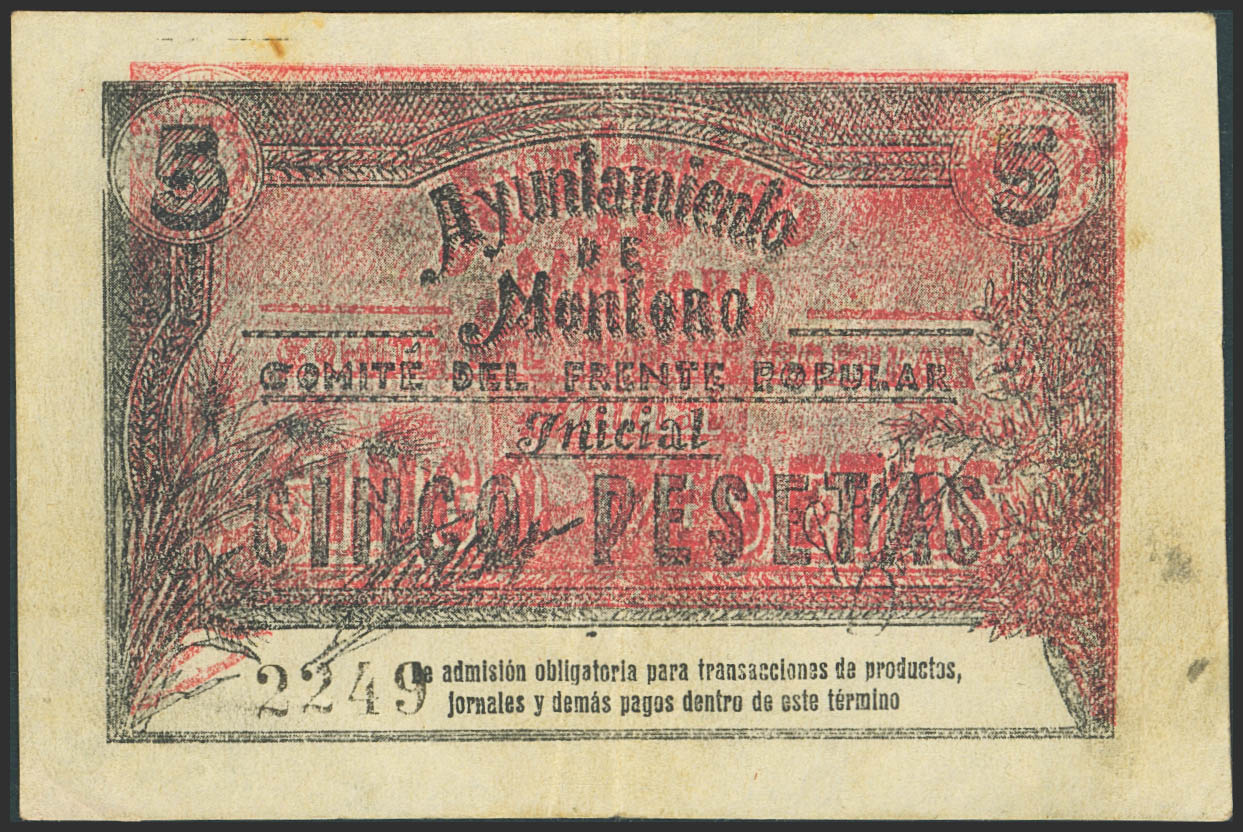 5 5
Ayuntamiento
DE
Montoro
COMITÉ DEL FRENTE POPULAR
Inicial
CINCO PESETAS
2249
De admisión obligatoria para transacciones de productos,
jornales y demás pagos dentro de este término